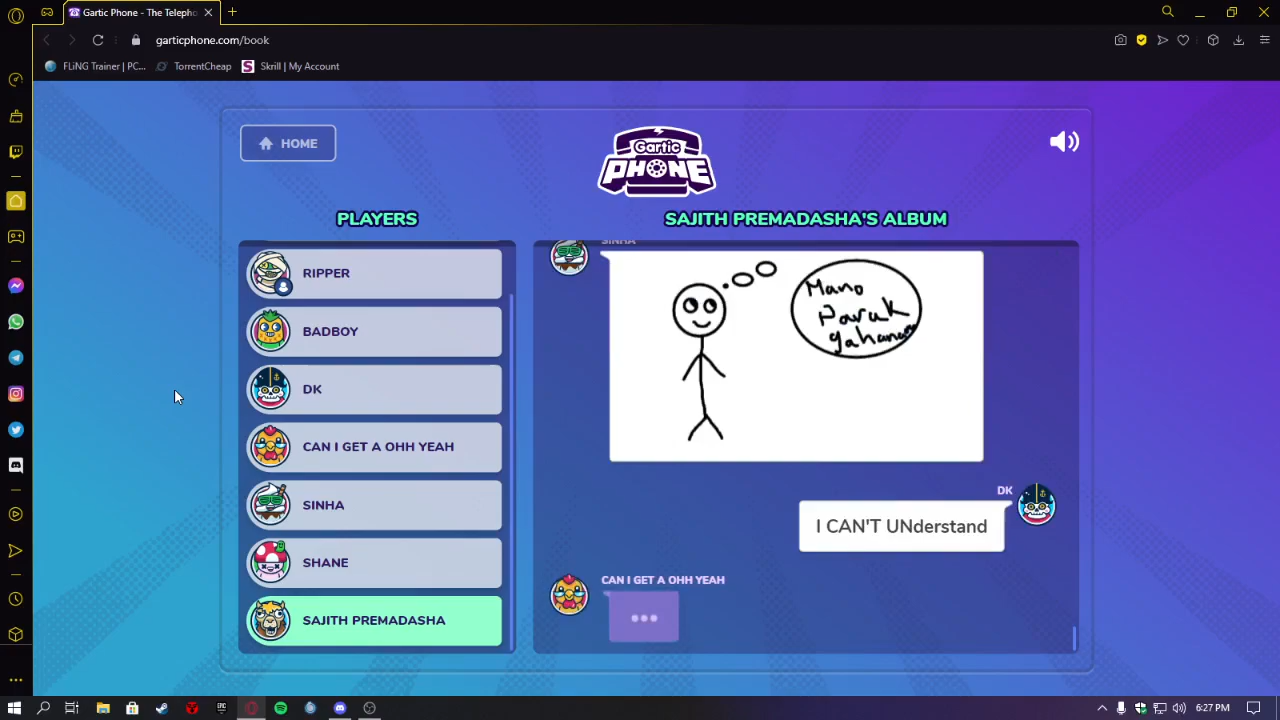 Gartic Phone - The Teleph
garticphone.com/book
FLiNG Trainer | PC...
TorrentCheap
Skrill | My Account
HOME
Gartic
PHONE
PLAYERS
SAJITH PREMADASHA'S ALBUM
RIPPER
BADBOY
DK
CAN I GET A OHH YEAH
SINHA
SHANE
SAJITH PREMADASHA
SINHA
Mano
Paruk
DK
I CAN'T UNderstand
CAN I GET A OHH YEAH
6:27 PM